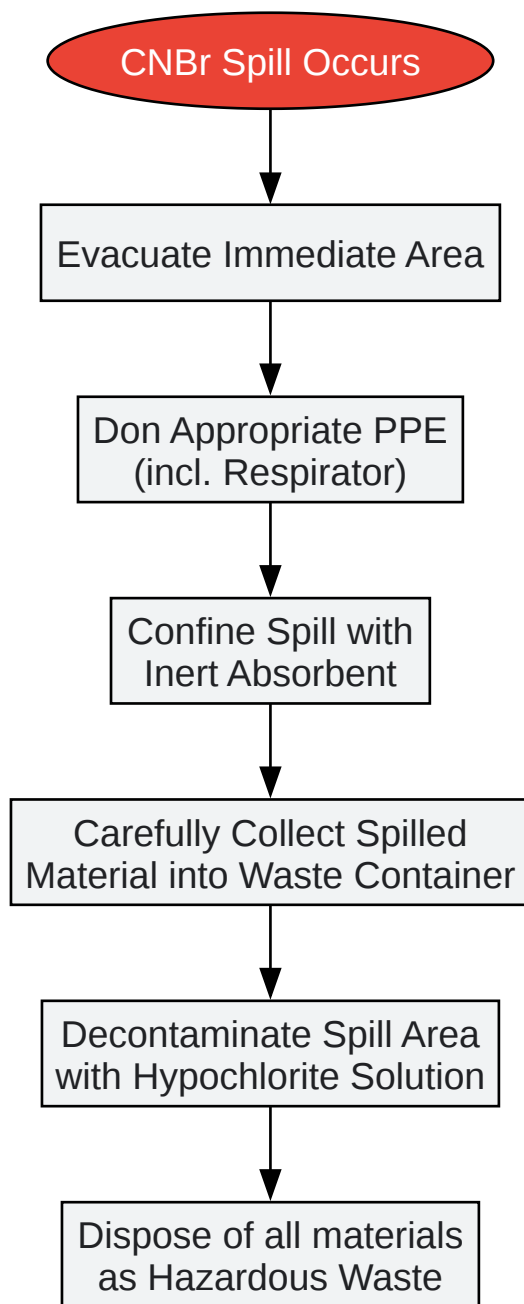 CNBr Spill Occurs
Evacuate Immediate Area
Don Appropriate PPE
(incl. Respirator)
Confine Spill with
Inert Absorbent
Carefully Collect Spilled
Material into Waste Container
Decontaminate Spill Area
with Hypochlorite Solution
Dispose of all materials
as Hazardous Waste